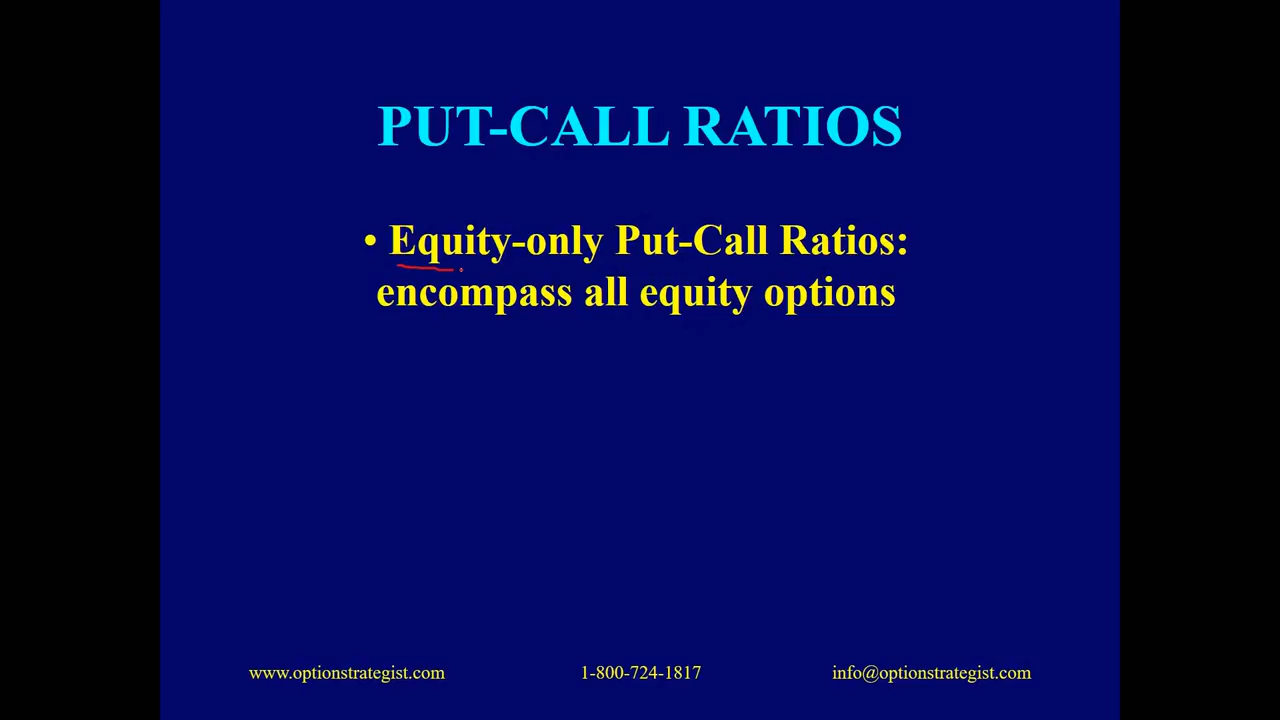 PUT-CALL RATIOS
• Equity-only Put-Call Ratios:
encompass all equity options
www.optionstrategist.com 1-800-724-1817 info@optionstrategist.com